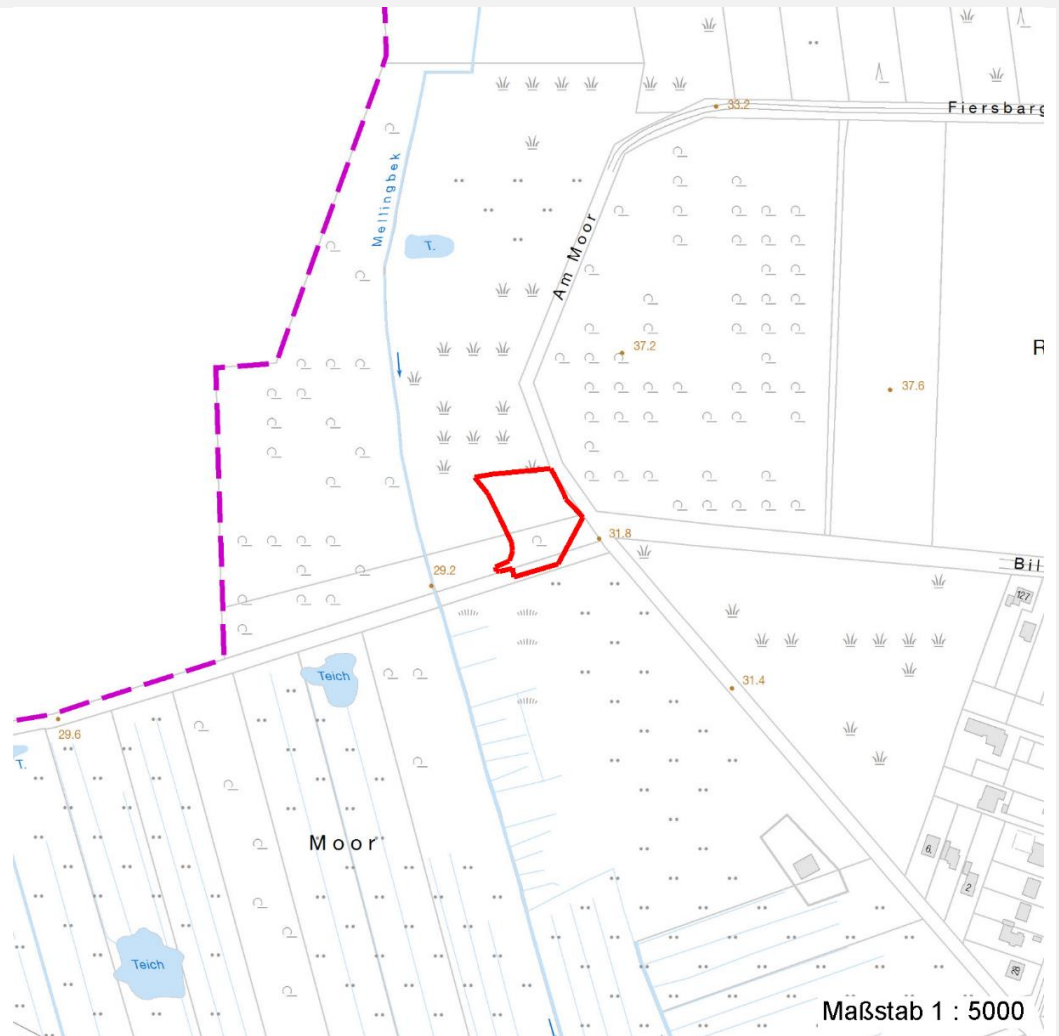 33.2
Fiersbarg
Mellingbek
T.
Am Moor
37.2
R
37.6
31.8
29.2
Bil
127
Teich
31.4
29.6
T.
Moor
6.
2
Teich
28
Maßstab 1 : 5000